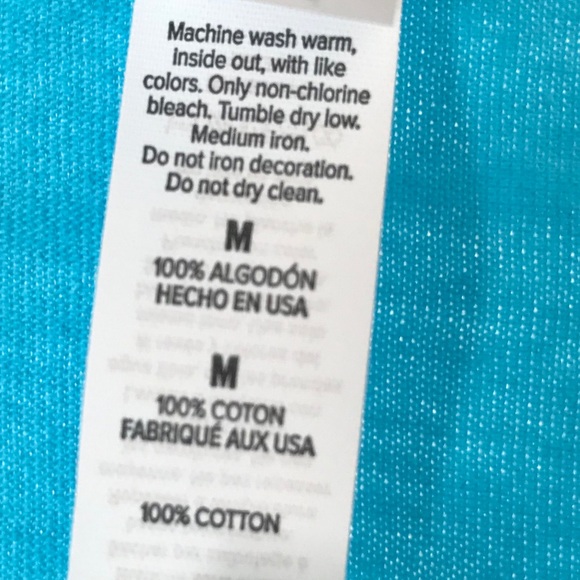 Machine wash warm,
Inside out, with like
colors. Only non-chlorine
bleach. Tumble dry low.
Medium iron.
Do not iron decoration.
Do not dry clean.
M
100% ALGODÓN
HECHO EN USA
M
100% COTON
FABRIQUÉ AUX USA
100% COTTON